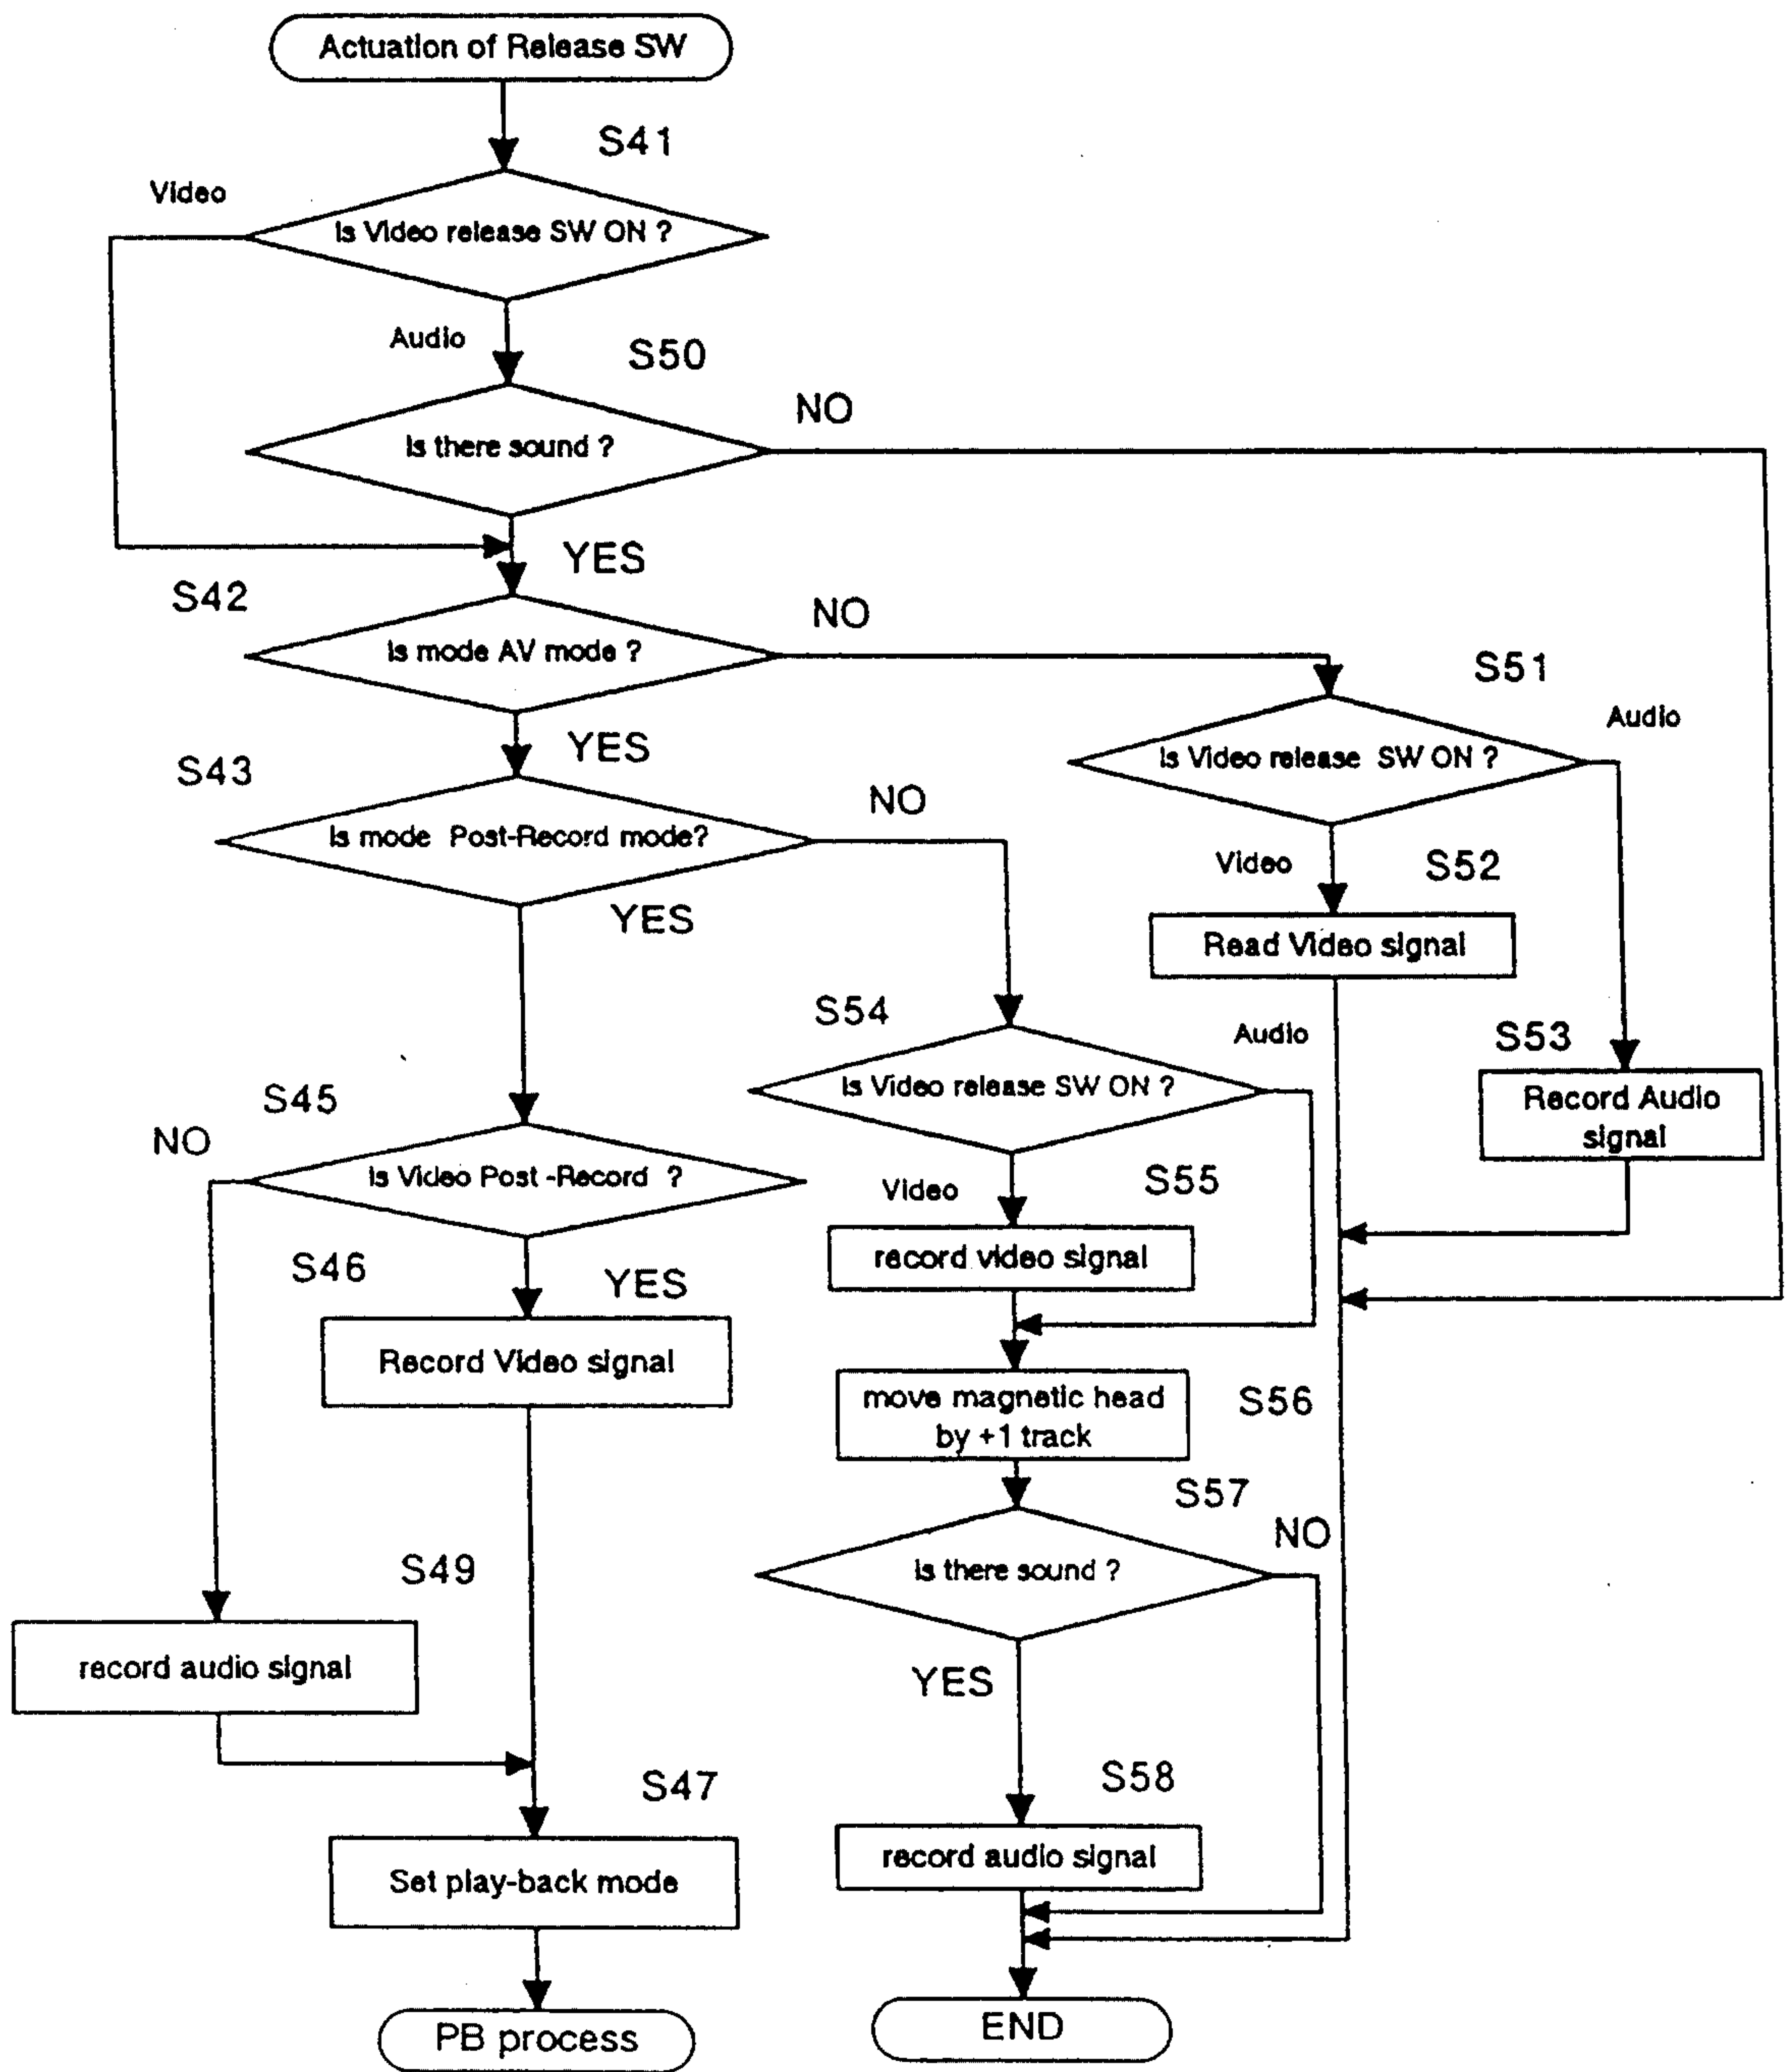 Actuation of Release SW
S41
Video
Is Video release SW ON ?
Audio
S50
NO
Is there sound ?
YES
S42
NO
Is mode AV mode ?
S51
Audio
YES
S43
Is Video release SW ON ?
NO
Is mode Post-Record mode?
Video
S52
YES
Read Video signal
S54
Audio
S53
Is Video release SW ON ?
Record Audio
signal
S45
NO
Is Video Post -Record ?
Video
S55
record video signal
S46
YES
Record Video signal
move magnetic head
by +1 track
S56
S57
NO
Is there sound ?
S49
record audio signal
YES
S58
S47
record audio signal
Set play-back mode
END
PB process